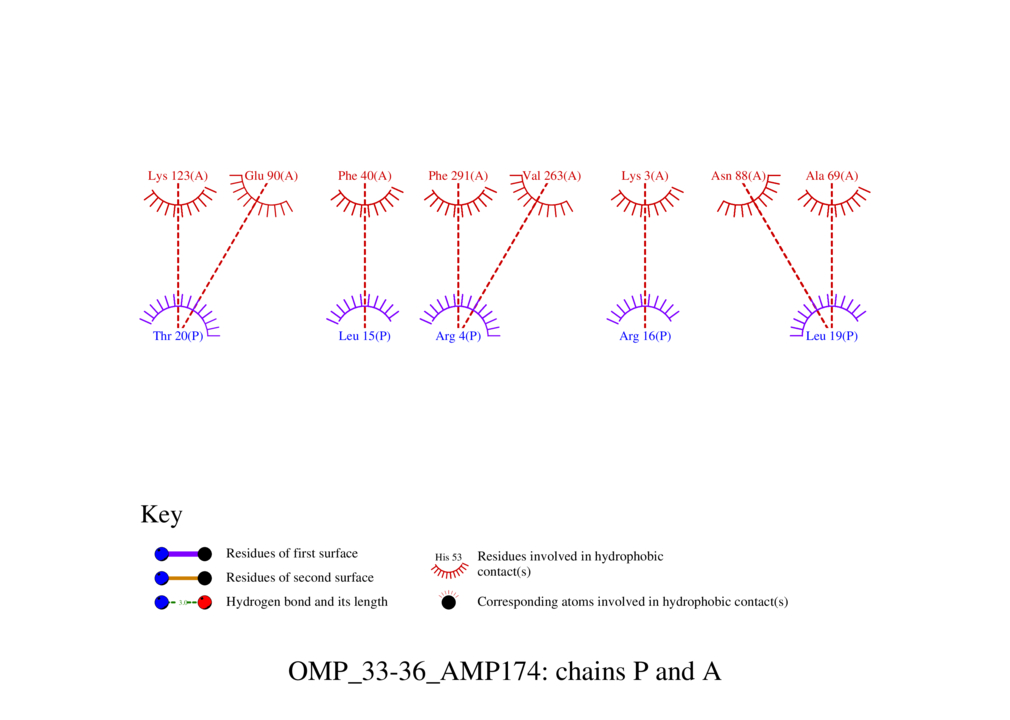 Lys 123(A) Glu 90(A) Phe 40(A) Phe 291(A) Val 263(A) Lys 3(A) Asn 88(A) Ala 69(A)
Thr 20(P) Leu 15(P) Arg 4(P) Arg 16(P) Leu 19(P)
Key
Residues of first surface
Residues of second surface
3.0
Hydrogen bond and its length
His 53
Residues involved in hydrophobic
contact(s)
Corresponding atoms involved in hydrophobic contact(s)
OMP_33-36_AMP174: chains P and A